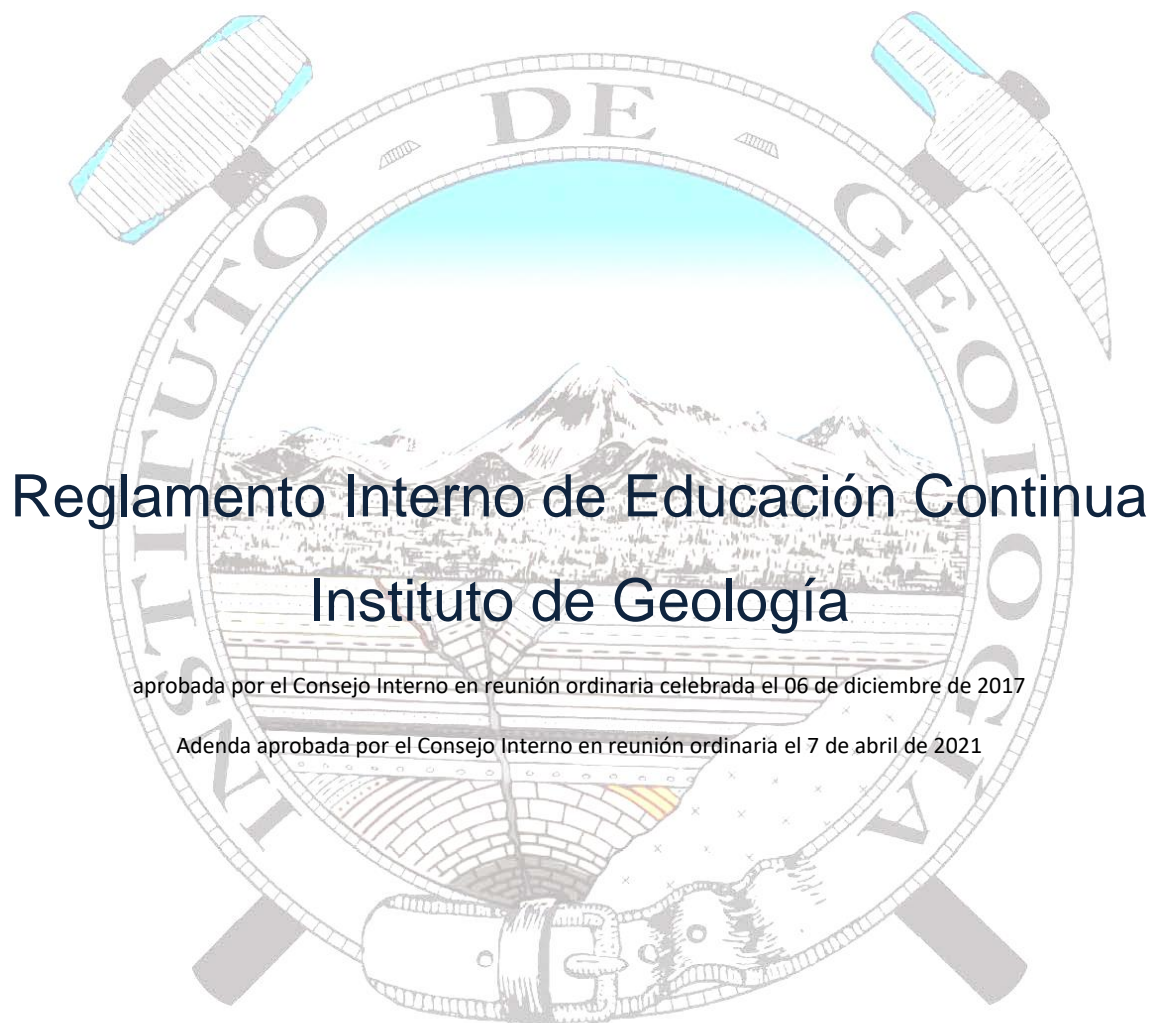 INSTITUTO DE GEOLOGÍA
Reglamento Interno de Educación Continua
Instituto de Geología
aprobada por el Consejo Interno en reunión ordinaria celebrada el 06 de diciembre de 2017
Adenda aprobada por el Consejo Interno en reunión ordinaria el 7 de abril de 2021